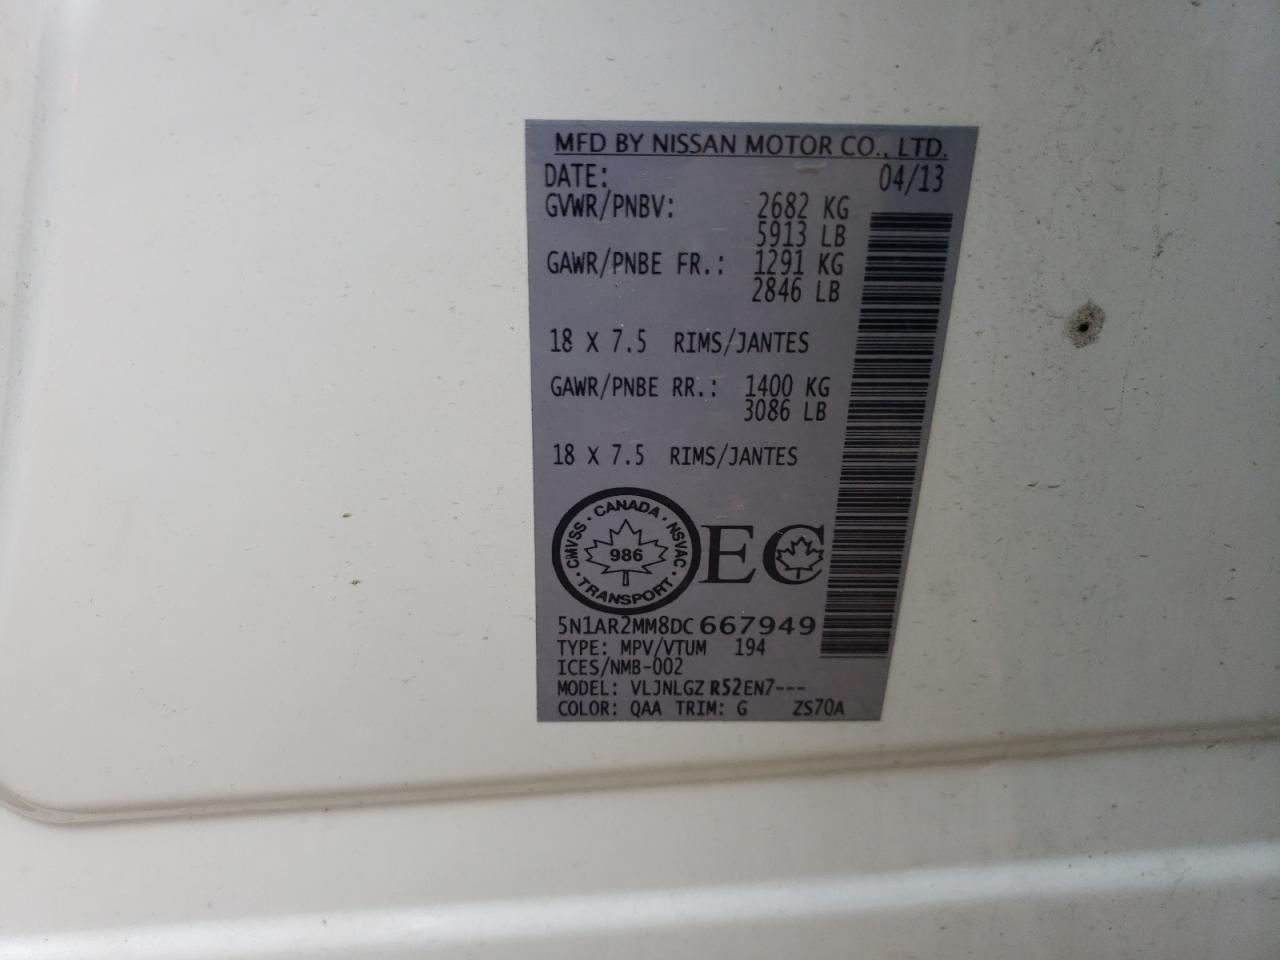 MFD BY NISSAN MOTOR CO., LTD.
DATE: 04/13
GVWR/PNBV: 2682 KG
5913 LB
GAWR/PNBE FR.: 1291 KG
2846 LB
18 X 7.5 RIMS/JANTES
GAWR/PNBE RR.: 1400 KG
3086 LB
18 X 7.5 RIMS/JANTES
CANADA · NSVAC · TRANSPORT · CMVSS ·
986
EC
5N1AR2MM8DC667949
TYPE: MPV/VTUM 194
ICES/NMB-002
MODEL: VLJNLGZ R52EN7---
COLOR: QAA TRIM: G ZS70A